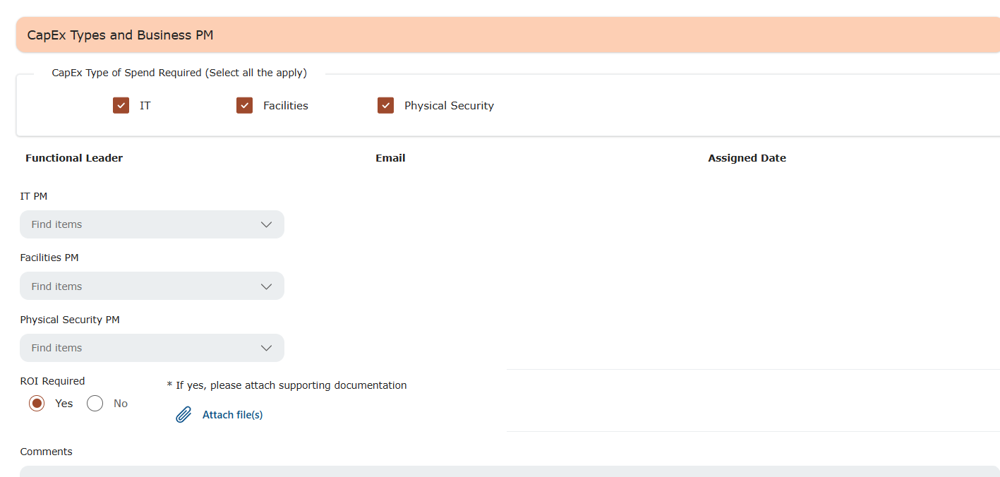 CapEx Types and Business PM
CapEx Type of Spend Required (Select all the apply)
IT Facilities Physical Security
Functional Leader Email Assigned Date
IT PM
Find items
Facilities PM
Find items
Physical Security PM
Find items
ROI Required * If yes, please attach supporting documentation
Yes No
Attach file(s)
Comments